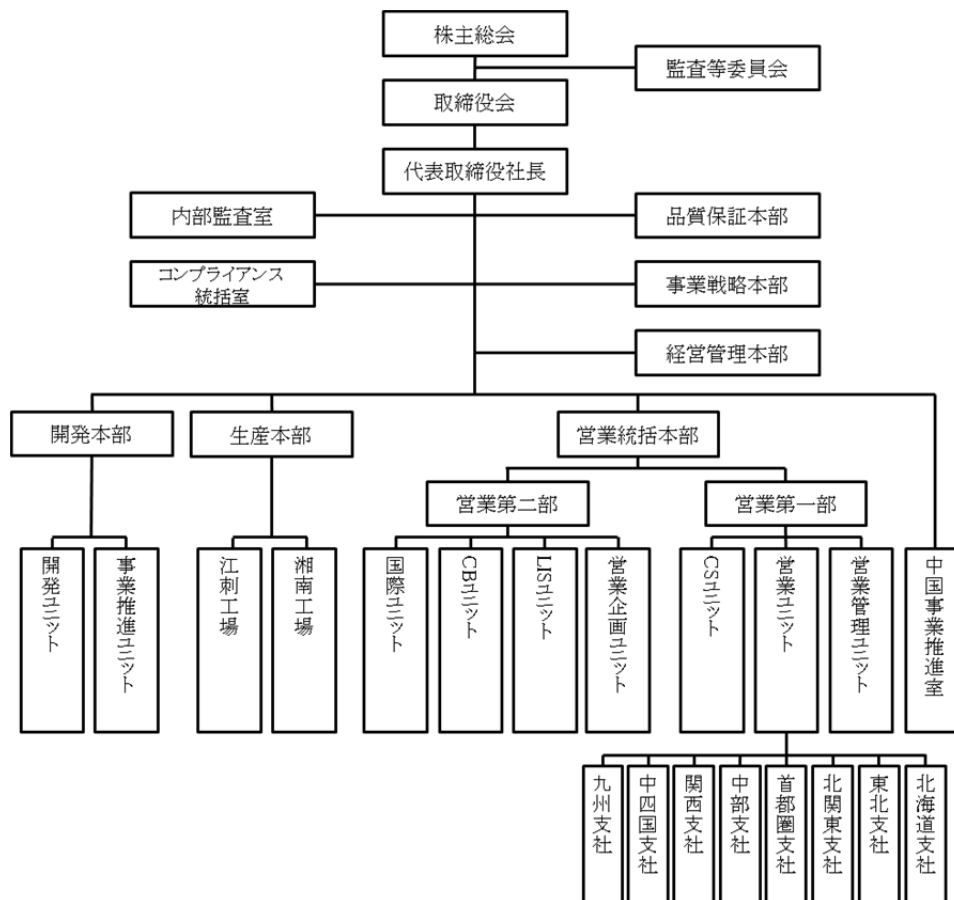 株主総会
監査等委員会
取締役会
代表取締役社長
内部監査室
品質保証本部
コンプライアンス
統括室
事業戦略本部
経営管理本部
開発本部
生産本部
営業統括本部
営業第二部
営業第一部
開発ユニット
事業推進ユニット
江刺工場
湘南工場
国際ユニット
CBユニット
LISユニット
営業企画ユニット
CSユニット
営業ユニット
営業管理ユニット
中国事業推進室
九州支社
中四国支社
関西支社
中部支社
首都圏支社
北関東支社
東北支社
北海道支社